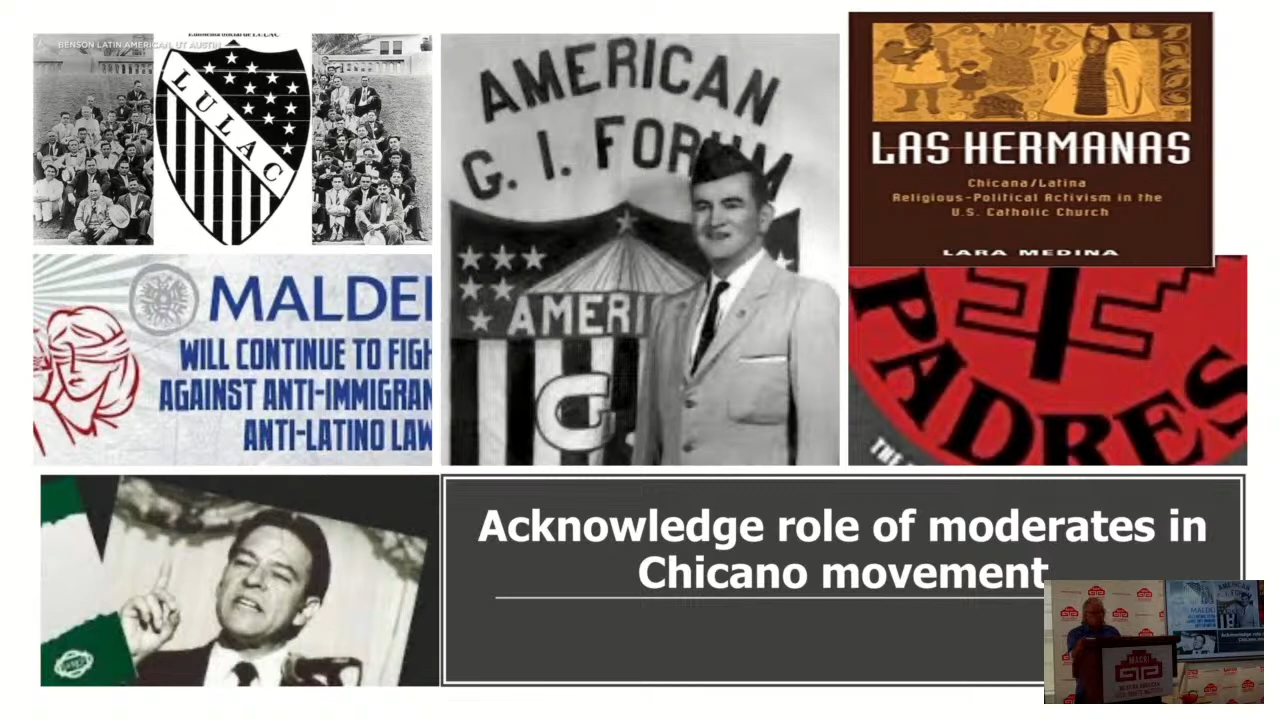 BENSON LATIN AMERICAN, UT AUSTIN
LULAC
AMERICAN
G. I. FORUM
AMERI
G
LAS HERMANAS
Chicana/Latina
Religious-Political Activism in the
U.S. Catholic Church
LARA MEDINA
MALDE
WILL CONTINUE TO FIGH
AGAINST ANTI-IMMIGRAN
ANTI-LATINO LAW
PADRES
THE
Acknowledge role of moderates in
Chicano movement
MACRI